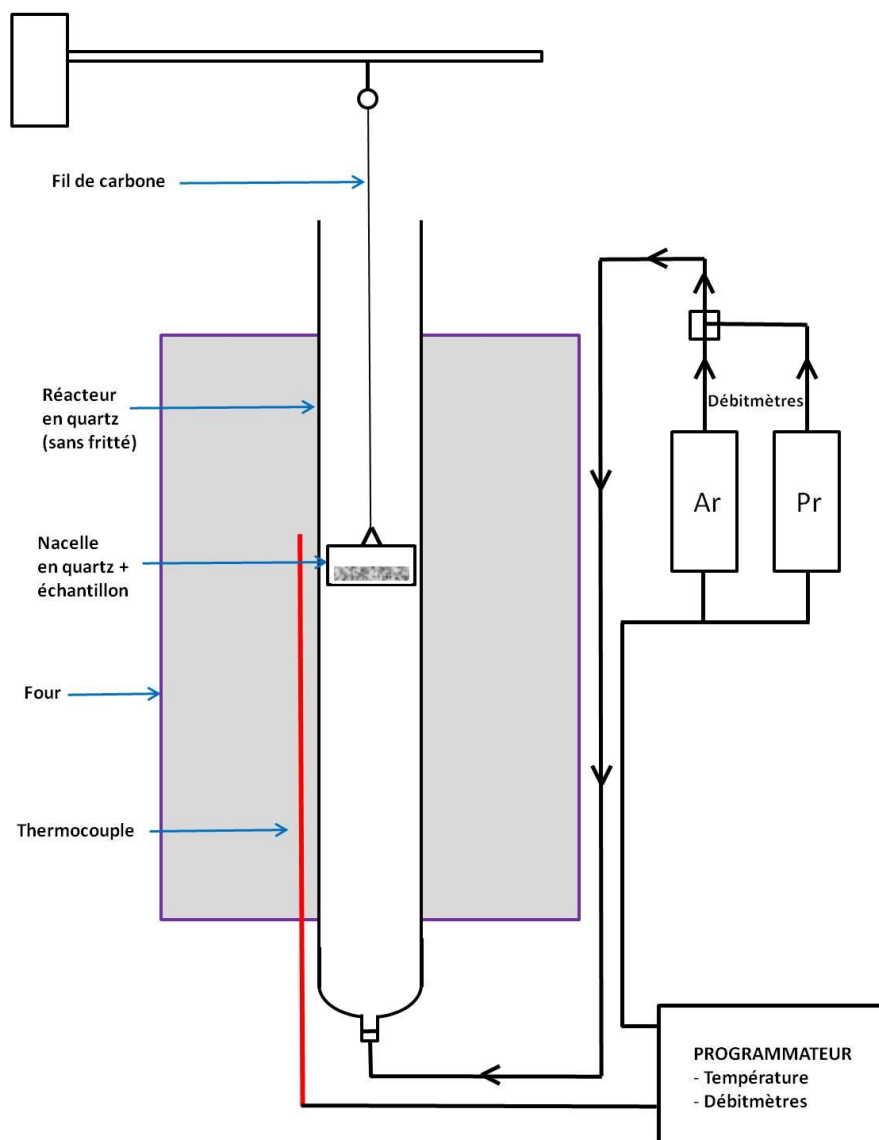 Fil de carbone
Réacteur
en quartz
(sans fritté)
Débitmètres
Ar
Pr
Nacelle
en quartz +
échantillon
Four
Thermocouple
PROGRAMMATEUR
- Température
- Débitmètres